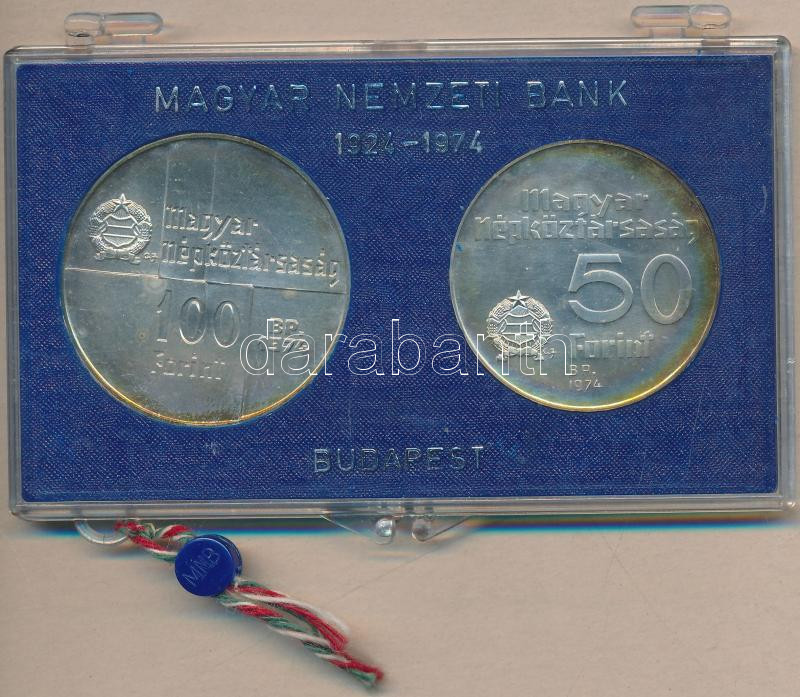 MAGYAR NEMZETI BANK
1924-1974
Magyar
Népköztársaság
100
Forint
BP.
1974
Magyar
Népköztársaság
50
Forint
BP.
1974
darabanth.com
BUDAPEST
MNB